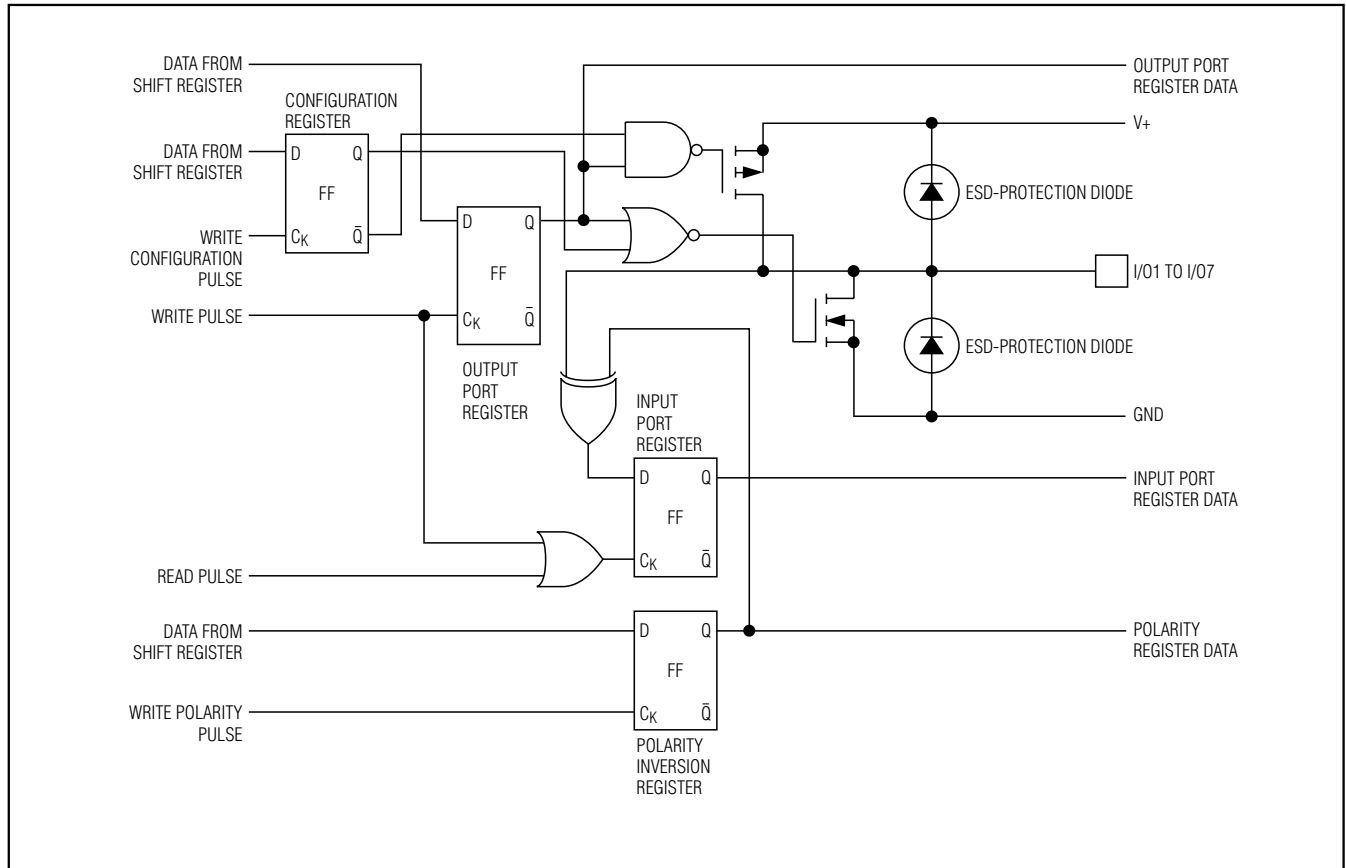 DATA FROM
SHIFT REGISTER
OUTPUT PORT
REGISTER DATA
CONFIGURATION
REGISTER
V+
DATA FROM
SHIFT REGISTER
D
Q
FF
CK
Q̅
WRITE
CONFIGURATION
PULSE
ESD-PROTECTION DIODE
D
Q
FF
CK
Q̅
I/O1 TO I/O7
WRITE PULSE
ESD-PROTECTION DIODE
OUTPUT
PORT
REGISTER
INPUT
PORT
REGISTER
GND
D
Q
FF
CK
Q̅
INPUT PORT
REGISTER DATA
READ PULSE
DATA FROM
SHIFT REGISTER
D
Q
FF
CK
Q̅
POLARITY
REGISTER DATA
WRITE POLARITY
PULSE
POLARITY
INVERSION
REGISTER